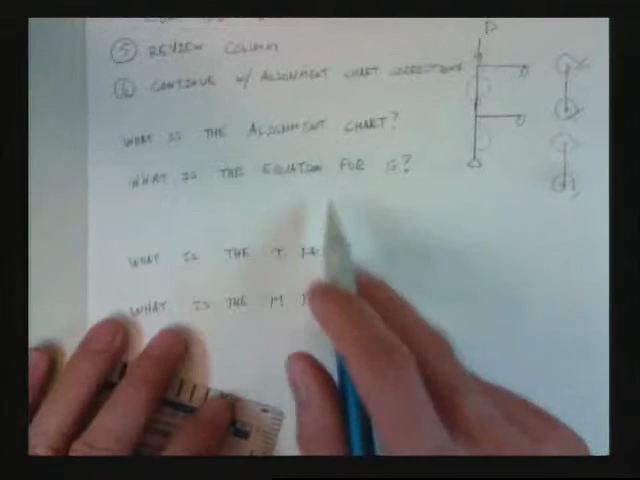 ⑤ REVIEW COLUMN
⑥ CONTINUE W/ ALIGNMENT CHART CORRECTIONS
WHAT IS THE ALIGNMENT CHART?
WHAT IS THE EQUATION FOR G?
WHAT IS THE τ
WHAT IS THE M
P